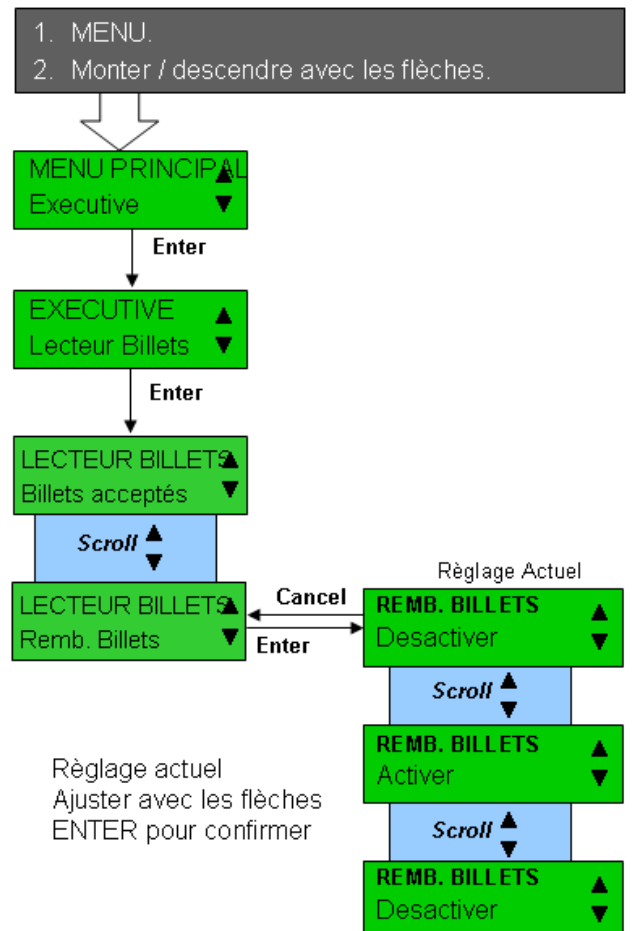 1. MENU.
2. Monter / descendre avec les flèches.
MENU PRINCIPAL
Executive
Enter
EXECUTIVE
Lecteur Billets
Enter
LECTEUR BILLETS
Billets acceptés
Scroll
LECTEUR BILLETS
Remb. Billets
Cancel
Enter
Règlage Actuel
REMB. BILLETS
Desactiver
Scroll
REMB. BILLETS
Activer
Scroll
REMB. BILLETS
Desactiver
Règlage actuel
Ajuster avec les flèches
ENTER pour confirmer